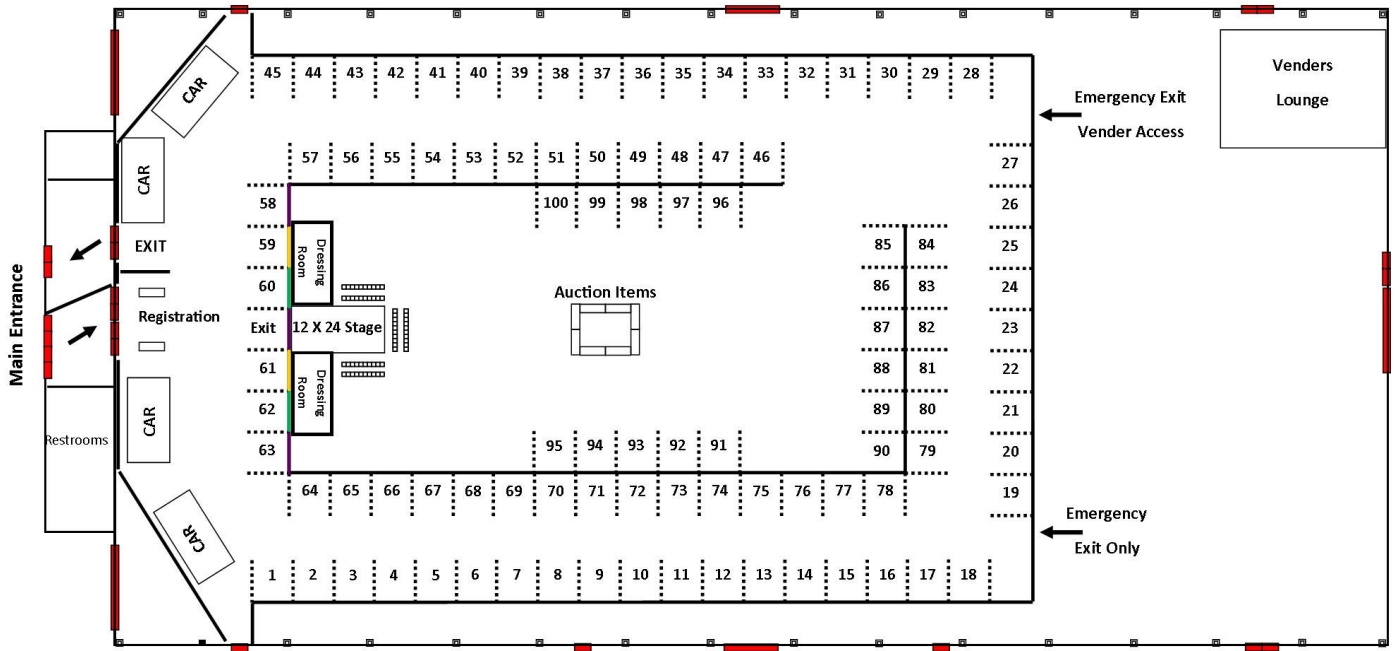 45 44 43 42 41 40 39 38 37 36 35 34 33 32 31 30 29 28
Venders
Lounge
CAR
Emergency Exit
Vender Access
57 56 55 54 53 52 51 50 49 48 47 46
27
CAR
58
100 99 98 97 96
26
EXIT
59
Dressing
Room
85 84
25
60
86 83
24
Main Entrance
Registration
Exit
12 X 24 Stage
Auction Items
87 82
23
61
Dressing
Room
88 81
22
CAR
62
89 80
21
Restrooms
63
95 94 93 92 91
90 79
20
64 65 66 67 68 69 70 71 72 73 74 75 76 77 78
19
CAR
Emergency
Exit Only
1 2 3 4 5 6 7 8 9 10 11 12 13 14 15 16 17 18